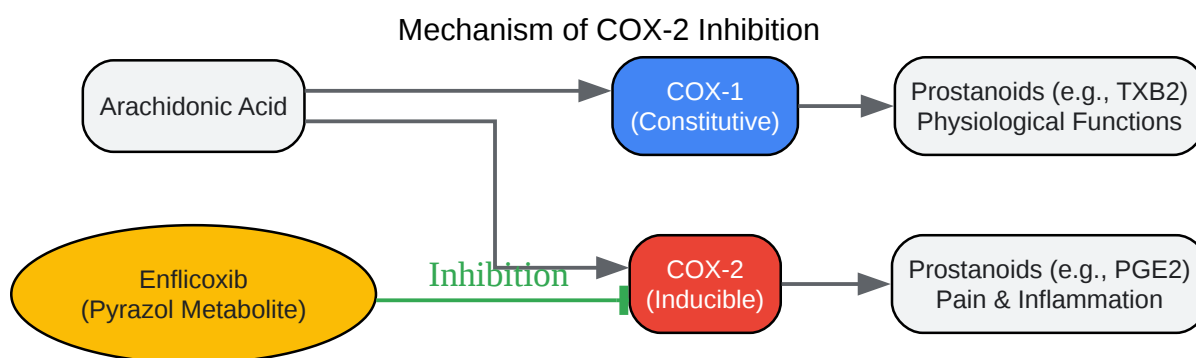 Mechanism of COX-2 Inhibition
Arachidonic Acid
COX-1
(Constitutive)
Prostanoids (e.g., TXB2)
Physiological Functions
Enflicoxib
(Pyrazol Metabolite)
Inhibition
COX-2
(Inducible)
Prostanoids (e.g., PGE2)
Pain & Inflammation